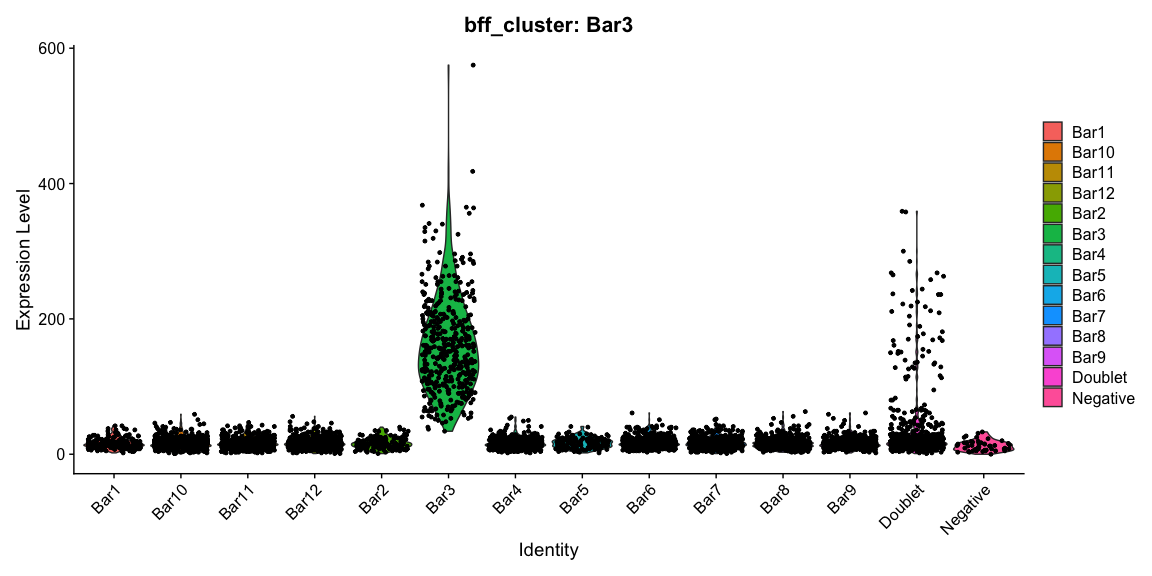 bff_cluster: Bar3
Expression Level
600
400
200
0
Bar1
Bar10
Bar11
Bar12
Bar2
Bar3
Bar4
Bar5
Bar6
Bar7
Bar8
Bar9
Doublet
Negative
Identity
Bar1
Bar10
Bar11
Bar12
Bar2
Bar3
Bar4
Bar5
Bar6
Bar7
Bar8
Bar9
Doublet
Negative